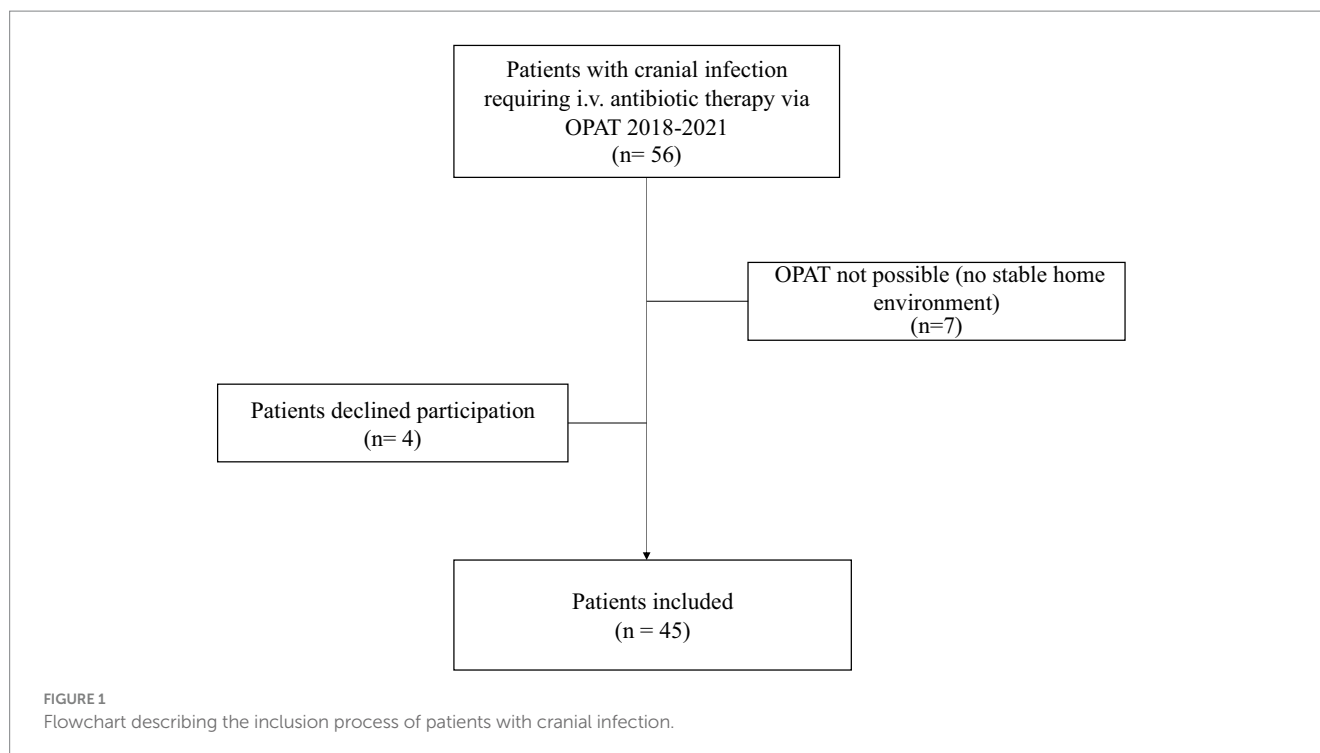 Patients with cranial infection
requiring i.v. antibiotic therapy via
OPAT 2018-2021
(n= 56)
OPAT not possible (no stable home
environment)
(n=7)
Patients declined participation
(n= 4)
Patients included
(n = 45)
FIGURE 1
Flowchart describing the inclusion process of patients with cranial infection.